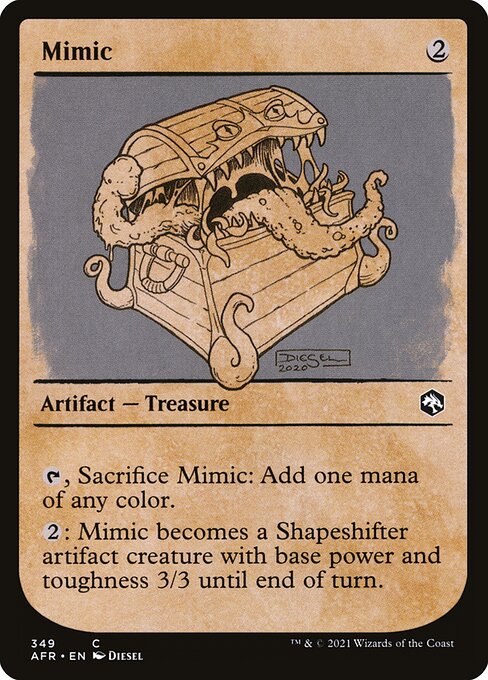 Mimic
2
DIESEL
2020
Artifact — Treasure
, Sacrifice Mimic: Add one mana
of any color.
2: Mimic becomes a Shapeshifter
artifact creature with base power and
toughness 3/3 until end of turn.
349 C
™ & © 2021 Wizards of the Coast
AFR • EN Diesel